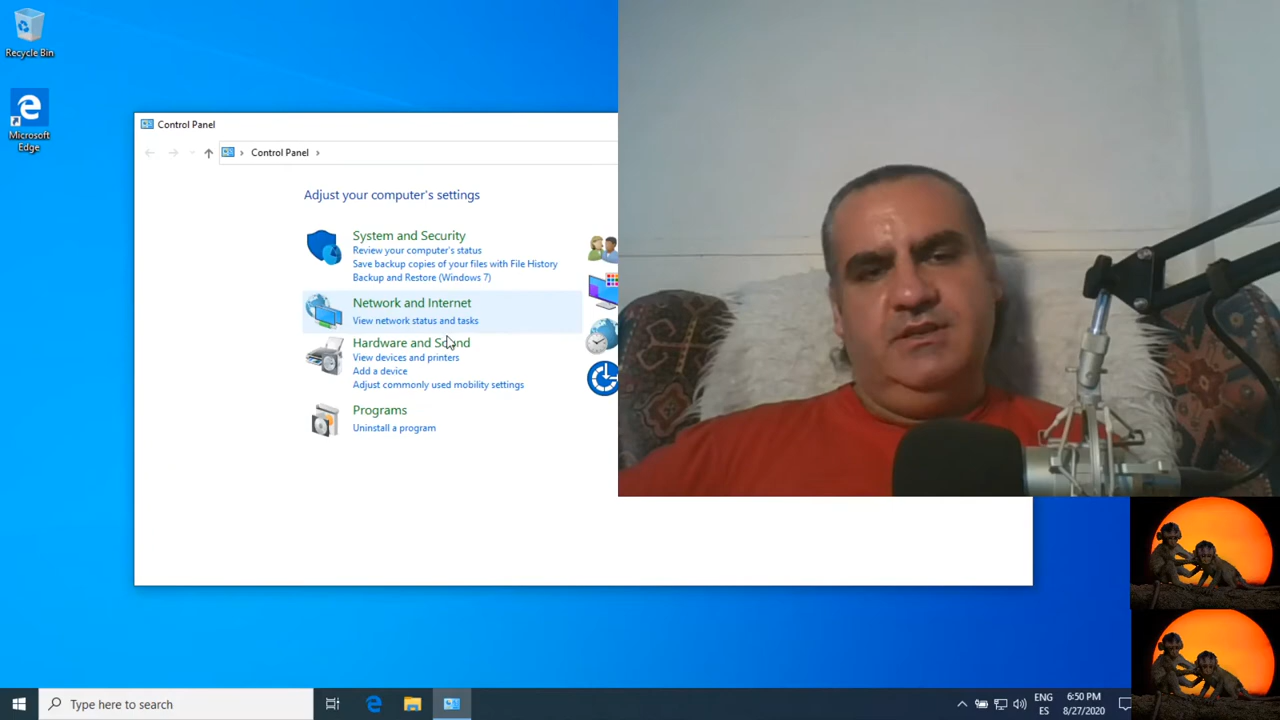 Recycle Bin
Microsoft
Edge
Control Panel
Control Panel
Adjust your computer's settings
System and Security
Review your computer's status
Save backup copies of your files with File History
Backup and Restore (Windows 7)
Network and Internet
View network status and tasks
Hardware and Sound
View devices and printers
Add a device
Adjust commonly used mobility settings
Programs
Uninstall a program
Type here to search
ENG
ES
6:50 PM
8/27/2020